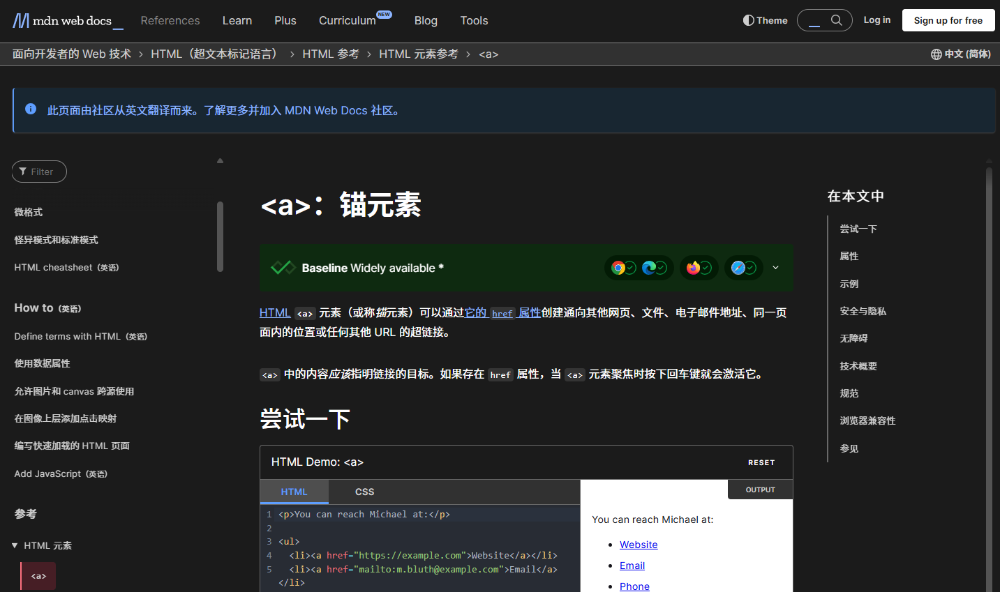 mdn web docs_
References
Learn
Plus
Curriculum NEW
Blog
Tools
Theme
Log in
Sign up for free
面向开发者的 Web 技术 › HTML（超文本标记语言） › HTML 参考 › HTML 元素参考 › <a>
中文 (简体)
此页面由社区从英文翻译而来。了解更多并加入 MDN Web Docs 社区。
Filter
微格式
怪异模式和标准模式
HTML cheatsheet（英语）
How to（英语）
Define terms with HTML（英语）
使用数据属性
允许图片和 canvas 跨源使用
在图像上层添加点击映射
编写快速加载的 HTML 页面
Add JavaScript（英语）
参考
▼ HTML 元素
<a>
<a>：锚元素
Baseline Widely available *
HTML <a> 元素（或称锚元素）可以通过它的 href 属性创建通向其他网页、文件、电子邮件地址、同一页
面内的位置或任何其他 URL 的超链接。
<a> 中的内容应该指明链接的目标。如果存在 href 属性，当 <a> 元素聚焦时按下回车键就会激活它。
尝试一下
HTML Demo: <a>
RESET
HTML
CSS
1 <p>You can reach Michael at:</p>
2
3 <ul>
4 <li><a href="https://example.com">Website</a></li>
5 <li><a href="mailto:m.bluth@example.com">Email</a>
</li>
OUTPUT
You can reach Michael at:
• Website
• Email
• Phone
在本文中
尝试一下
属性
示例
安全与隐私
无障碍
技术概要
规范
浏览器兼容性
参见